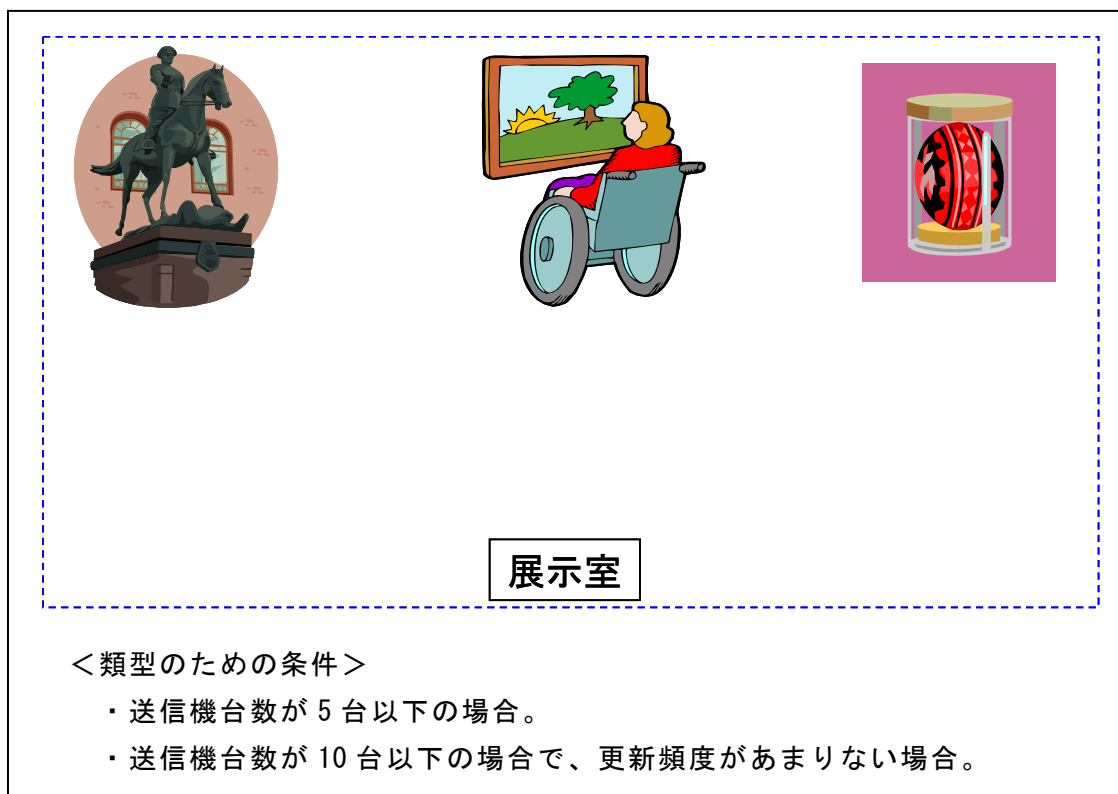 展示室
＜類型のための条件＞
・送信機台数が 5 台以下の場合。
・送信機台数が 10 台以下の場合で、更新頻度があまりない場合。